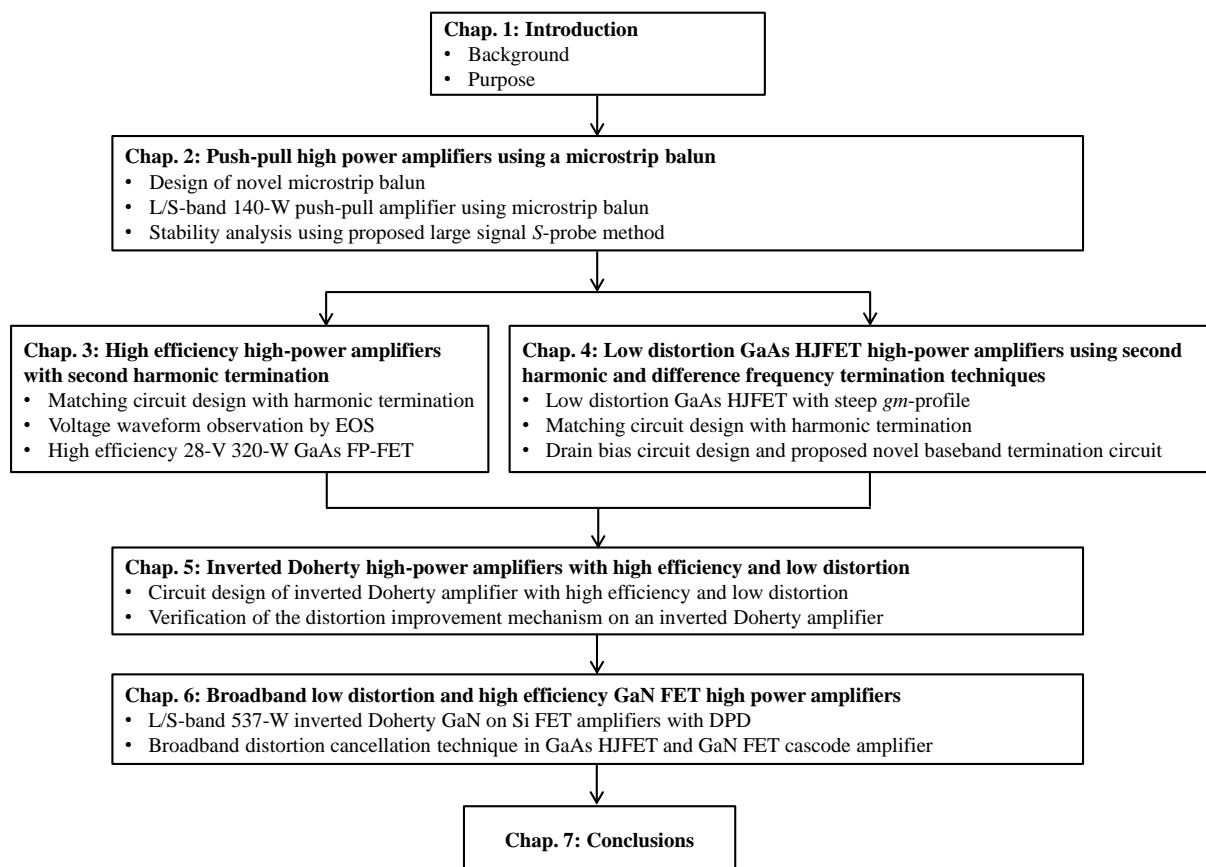 Chap. 1: Introduction
• Background
• Purpose
Chap. 2: Push-pull high power amplifiers using a microstrip balun
• Design of novel microstrip balun
• L/S-band 140-W push-pull amplifier using microstrip balun
• Stability analysis using proposed large signal S-probe method
Chap. 3: High efficiency high-power amplifiers
with second harmonic termination
• Matching circuit design with harmonic termination
• Voltage waveform observation by EOS
• High efficiency 28-V 320-W GaAs FP-FET
Chap. 4: Low distortion GaAs HJFET high-power amplifiers using second
harmonic and difference frequency termination techniques
• Low distortion GaAs HJFET with steep gm-profile
• Matching circuit design with harmonic termination
• Drain bias circuit design and proposed novel baseband termination circuit
Chap. 5: Inverted Doherty high-power amplifiers with high efficiency and low distortion
• Circuit design of inverted Doherty amplifier with high efficiency and low distortion
• Verification of the distortion improvement mechanism on an inverted Doherty amplifier
Chap. 6: Broadband low distortion and high efficiency GaN FET high power amplifiers
• L/S-band 537-W inverted Doherty GaN on Si FET amplifiers with DPD
• Broadband distortion cancellation technique in GaAs HJFET and GaN FET cascode amplifier
Chap. 7: Conclusions